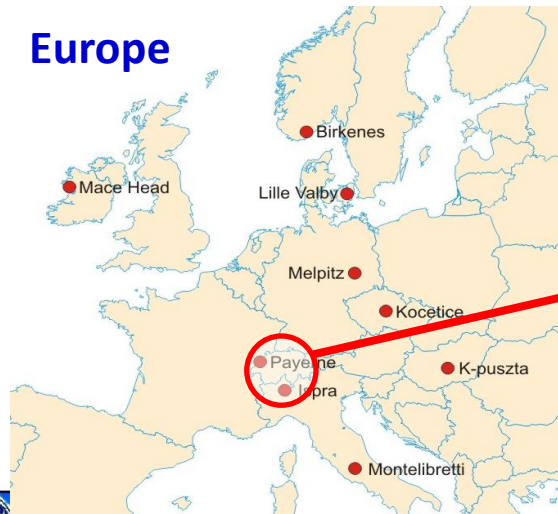 Europe
Birkenes
Mace Head
Lille Valby
Melpitz
Kocetice
Payerne
K-puszta
Ispra
Montelibretti